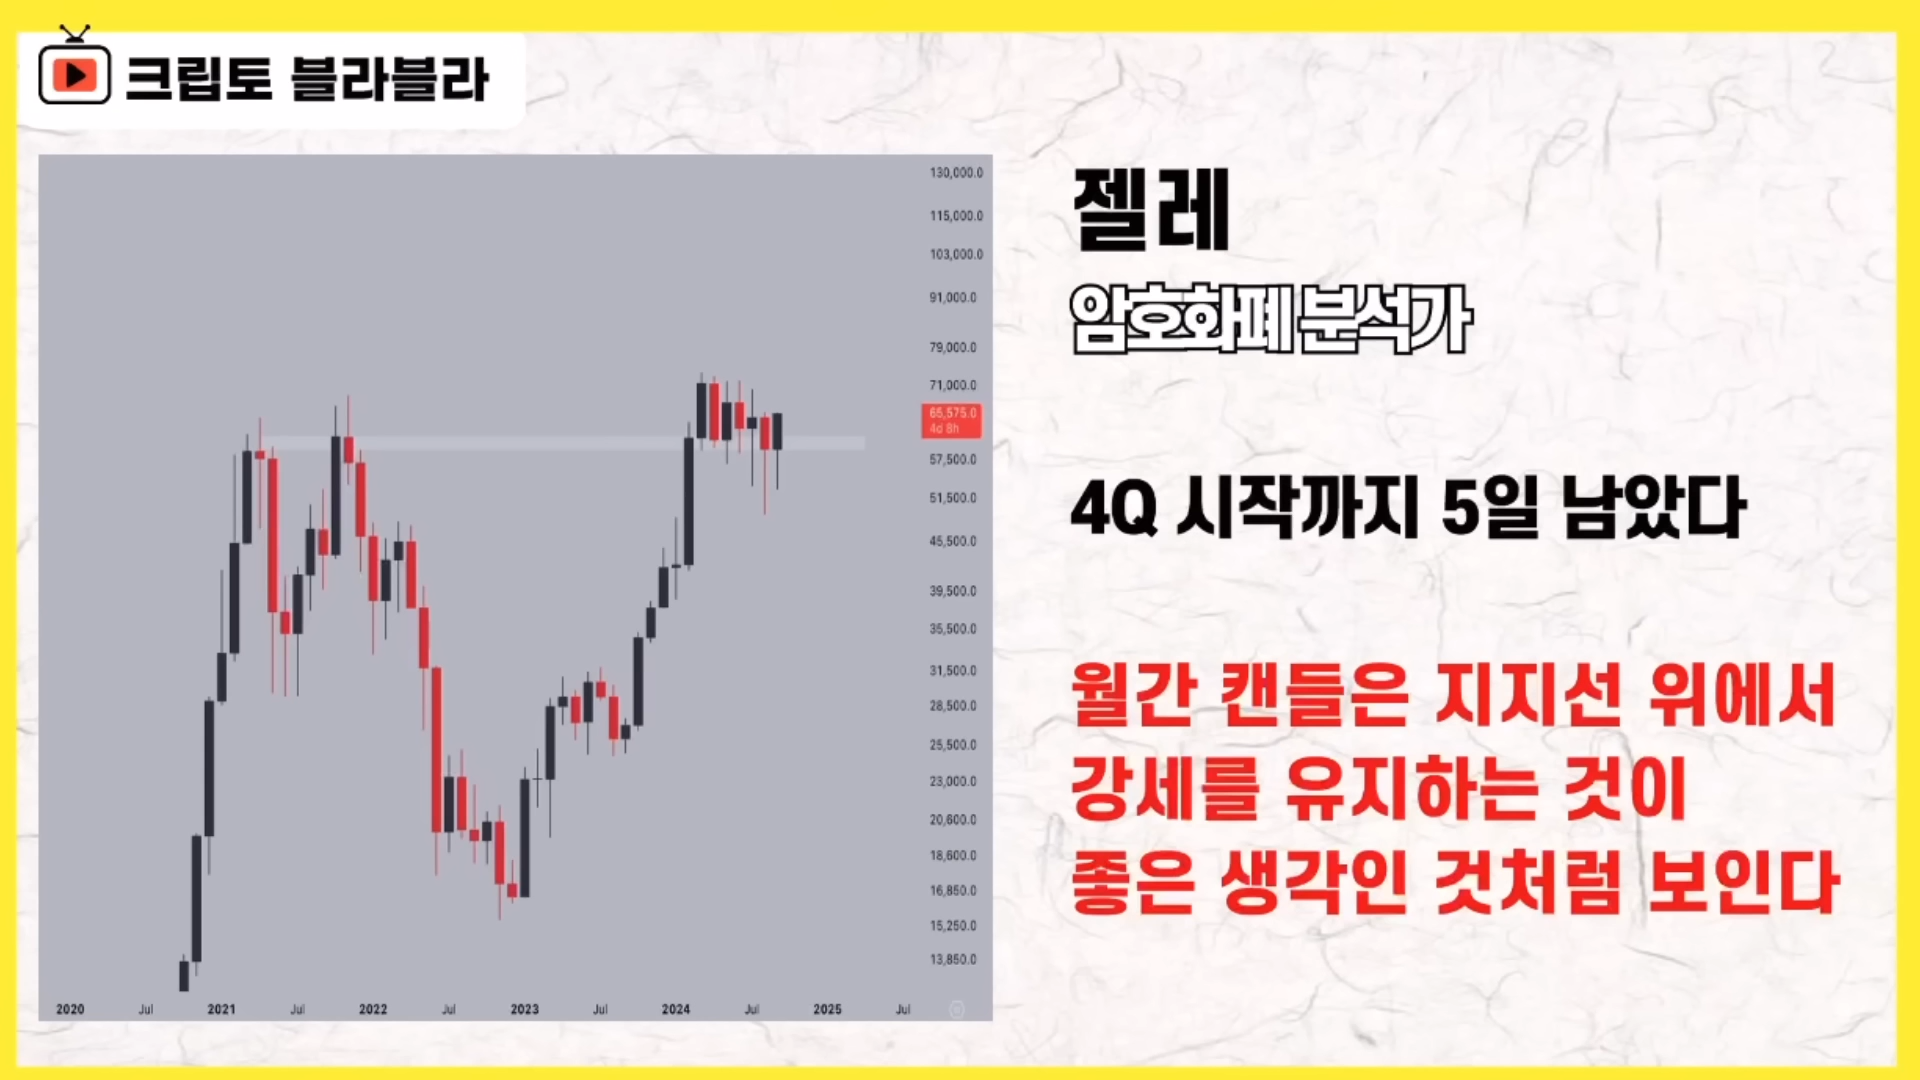 크립토 블라블라
130,000.0
115,000.0
103,000.0
91,000.0
79,000.0
71,000.0
65,575.0
4d 8h
57,500.0
51,500.0
45,500.0
39,500.0
35,500.0
31,500.0
28,500.0
25,500.0
23,000.0
20,600.0
18,600.0
16,850.0
15,250.0
13,850.0
2020 Jul 2021 Jul 2022 Jul 2023 Jul 2024 Jul 2025 Jul
젤레
암호화폐 분석가
4Q 시작까지 5일 남았다
월간 캔들은 지지선 위에서
강세를 유지하는 것이
좋은 생각인 것처럼 보인다